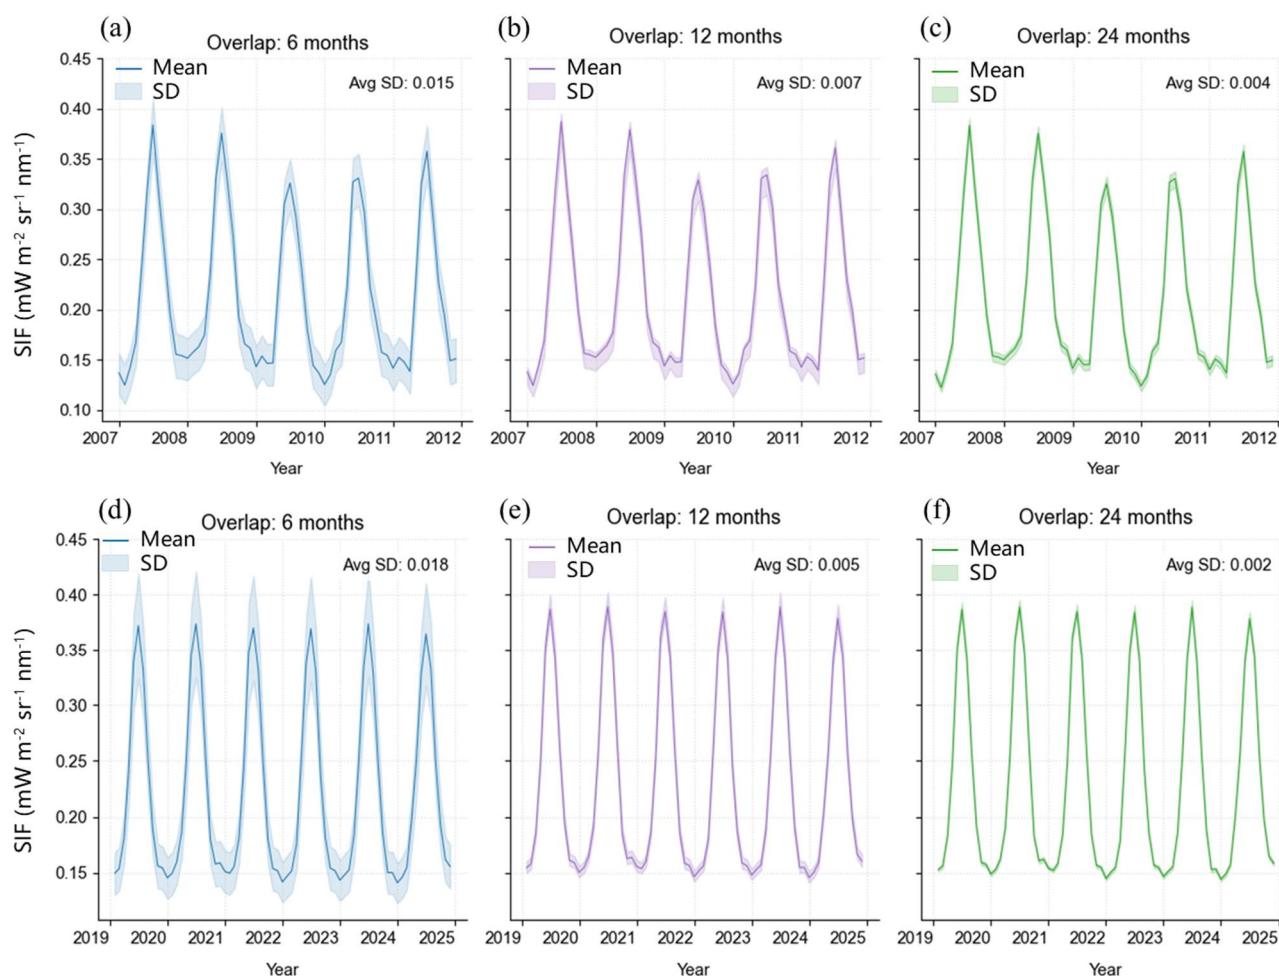 (a)
Overlap: 6 months
Mean
SD
Avg SD: 0.015
SIF (mW m⁻² sr⁻¹ nm⁻¹)
0.45
0.40
0.35
0.30
0.25
0.20
0.15
0.10
2007 2008 2009 2010 2011 2012
Year
(b)
Overlap: 12 months
Mean
SD
Avg SD: 0.007
2007 2008 2009 2010 2011 2012
Year
(c)
Overlap: 24 months
Mean
SD
Avg SD: 0.004
2007 2008 2009 2010 2011 2012
Year
(d)
Overlap: 6 months
Mean
SD
Avg SD: 0.018
SIF (mW m⁻² sr⁻¹ nm⁻¹)
0.45
0.40
0.35
0.30
0.25
0.20
0.15
2019 2020 2021 2022 2023 2024 2025
Year
(e)
Overlap: 12 months
Mean
SD
Avg SD: 0.005
2019 2020 2021 2022 2023 2024 2025
Year
(f)
Overlap: 24 months
Mean
SD
Avg SD: 0.002
2019 2020 2021 2022 2023 2024 2025
Year